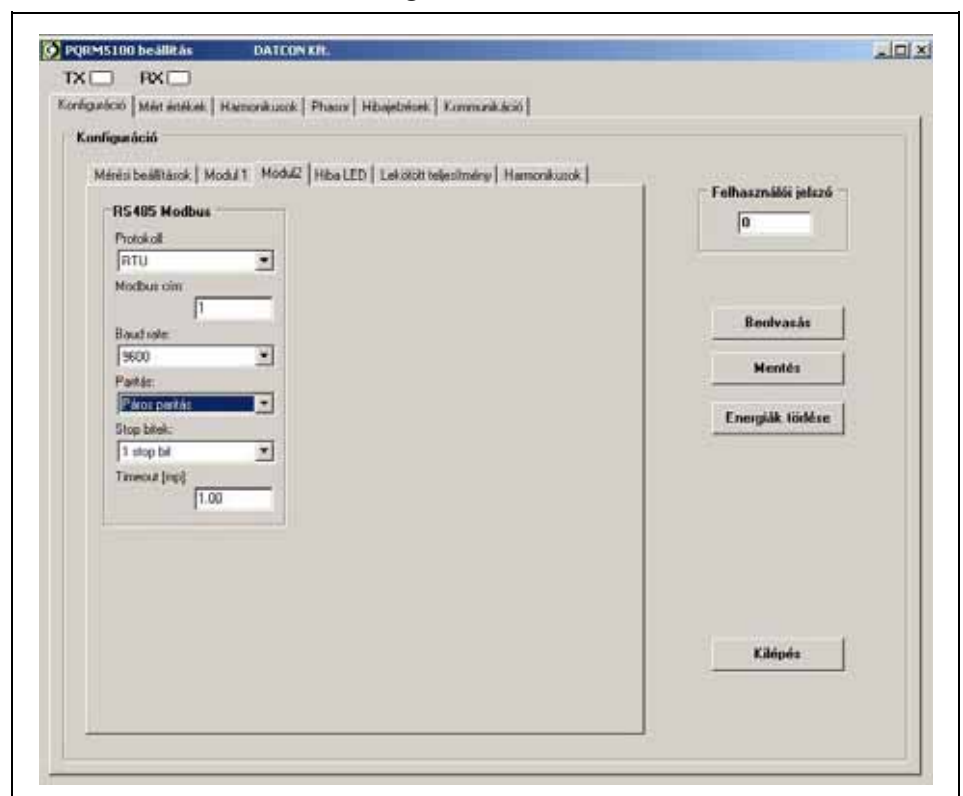 PQRM5100 beállítás DATCON Kft.
TX RX
Konfiguráció Mért értékek Harmonikusok Phasor Hibajelzések Kommunikáció
Konfiguráció
Mérési beállítások Modul 1 Modul2 Hiba LED Lekötött teljesítmény Harmonikusok
RS485 Modbus
Protokoll:
RTU
Modbus cím:
1
Baud rate:
9600
Paritás:
Páros paritás
Stop bitek:
1 stop bit
Timeout [mp]
1.00
Felhasználói jelszó
0
Beolvasás
Mentés
Energiák
Kilépés